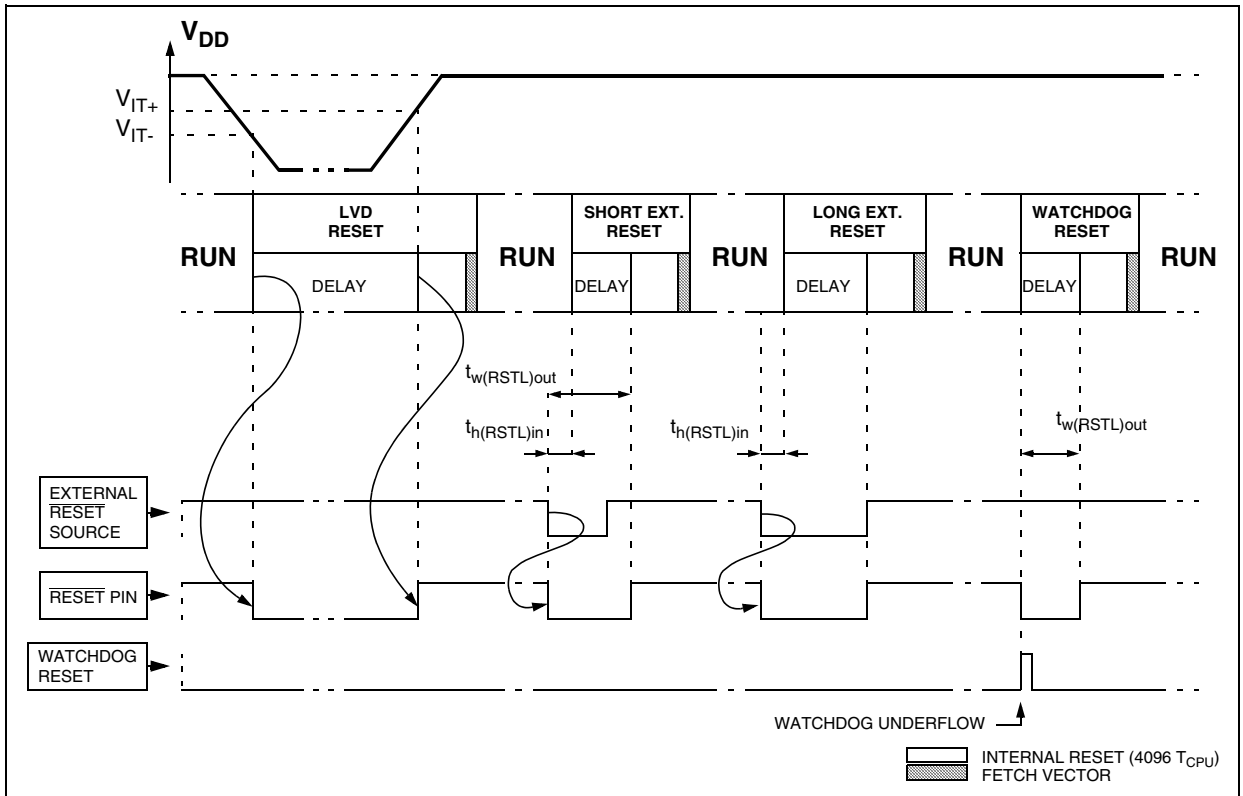 VDD
VIT+
VIT-
LVD
RESET
SHORT EXT.
RESET
LONG EXT.
RESET
WATCHDOG
RESET
RUN
RUN
RUN
RUN
RUN
DELAY
DELAY
DELAY
DELAY
tw(RSTL)out
th(RSTL)in
th(RSTL)in
tw(RSTL)out
EXTERNAL
RESET
SOURCE
RESET PIN
WATCHDOG
RESET
WATCHDOG UNDERFLOW
INTERNAL RESET (4096 TCPU)
FETCH VECTOR